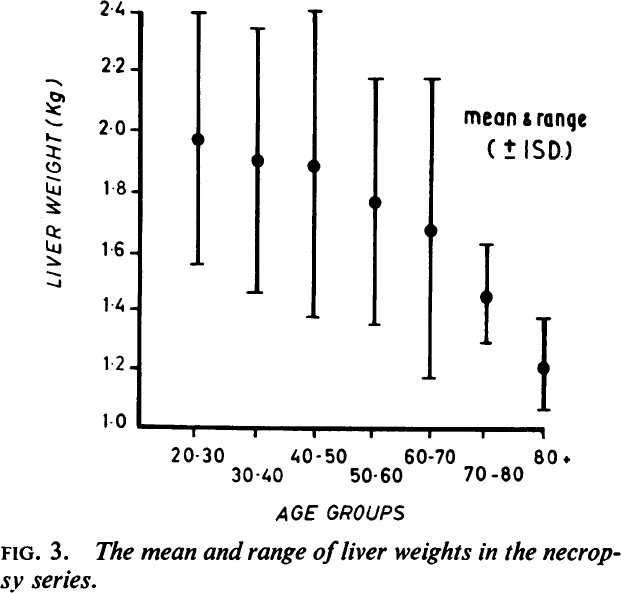 2·4
2·2
2·0
1·8
1·6
1·4
1·2
1·0
LIVER WEIGHT (Kg)
mean & range
(± 1SD.)
20-30
30-40
40-50
50-60
60-70
70-80
80+
AGE GROUPS
FIG. 3. The mean and range of liver weights in the necrop-
sy series.